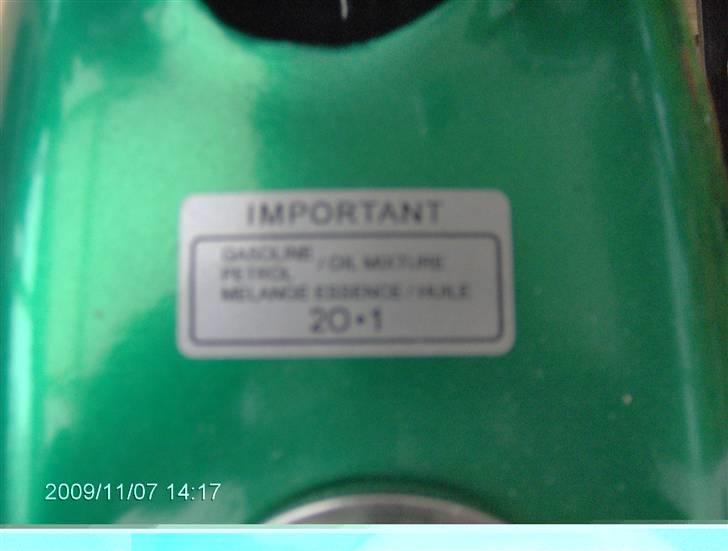 IMPORTANT
GASOLINE
PETROL / OIL MIXTURE
MELANGE ESSENCE / HUILE
20•1
2009/11/07 14:17